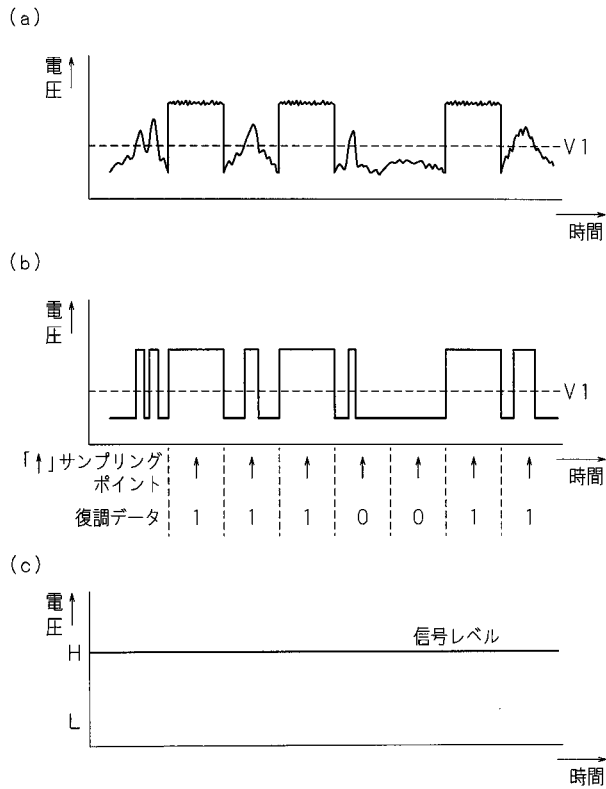 (a)
電圧
V1
時間
(b)
電圧
V1
時間
「↑」サンプリング
ポイント
復調データ 1 1 1 0 0 1 1
(c)
電圧
信号レベル
H
L
時間